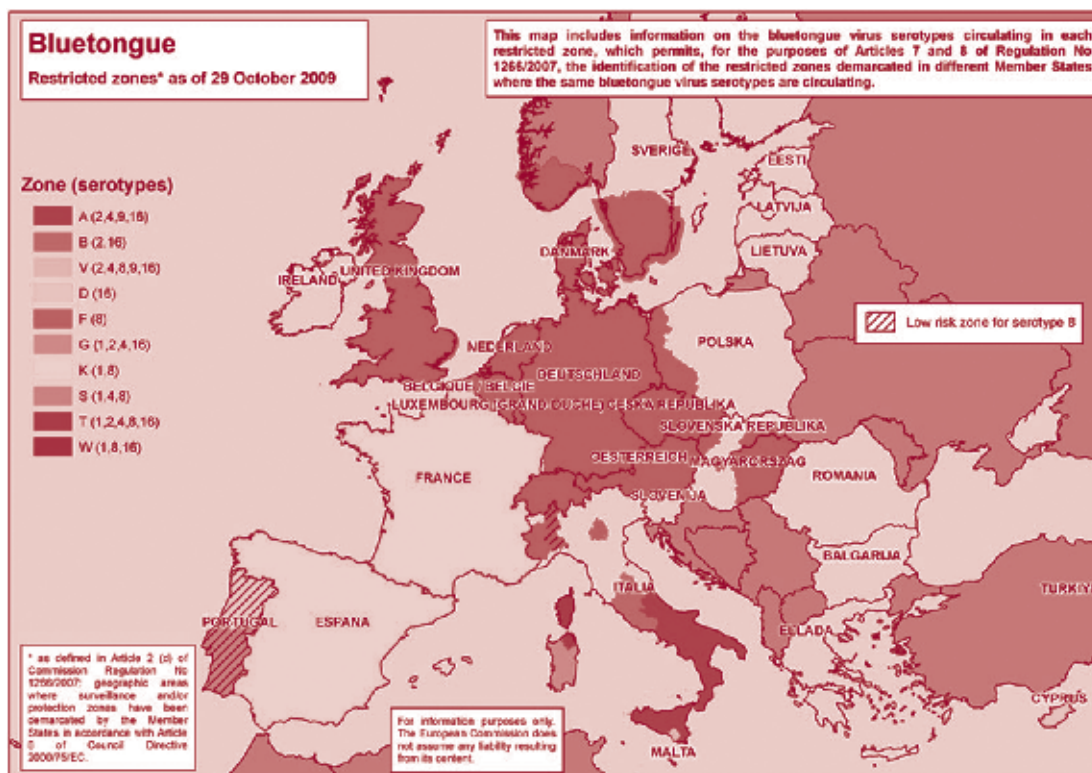 Bluetongue
Restricted zones* as of 29 October 2009
This map includes information on the bluetongue virus serotypes circulating in each
restricted zone, which permits, for the purposes of Articles 7 and 8 of Regulation No
1266/2007, the identification of the restricted zones demarcated in different Member States
where the same bluetongue virus serotypes are circulating.
Zone (serotypes)
A (2,4,9,16)
B (2,16)
V (2,4,8,9,16)
D (16)
F (8)
G (1,2,4,16)
K (1,8)
S (1,4,8)
T (1,2,4,8,16)
W (1,8,16)
Low risk zone for serotype 8
SVERIGE
EESTI
LATVIJA
LIETUVA
DANMARK
IRELAND
UNITED KINGDOM
NEDERLAND
POLSKA
DEUTSCHLAND
BELGIQUE / BELGIE
LUXEMBOURG (GRAND-DUCHE)
CESKA REPUBLIKA
SLOVENSKA REPUBLIKA
OESTERREICH
MAGYARORSZAG
FRANCE
SLOVENIJA
ROMANIA
BALGARIJA
ITALIA
TURKIY
PORTUGAL
ESPANA
ELLADA
CYPRUS
MALTA
* as defined in Article 2 (d) of
Commission Regulation No
1266/2007: geographic areas
where surveillance and/or
protection zones have been
demarcated by the Member
States in accordance with Article
8 of Council Directive
2000/75/EC.
For information purposes only.
The European Commission does
not assume any liability resulting
from its content.